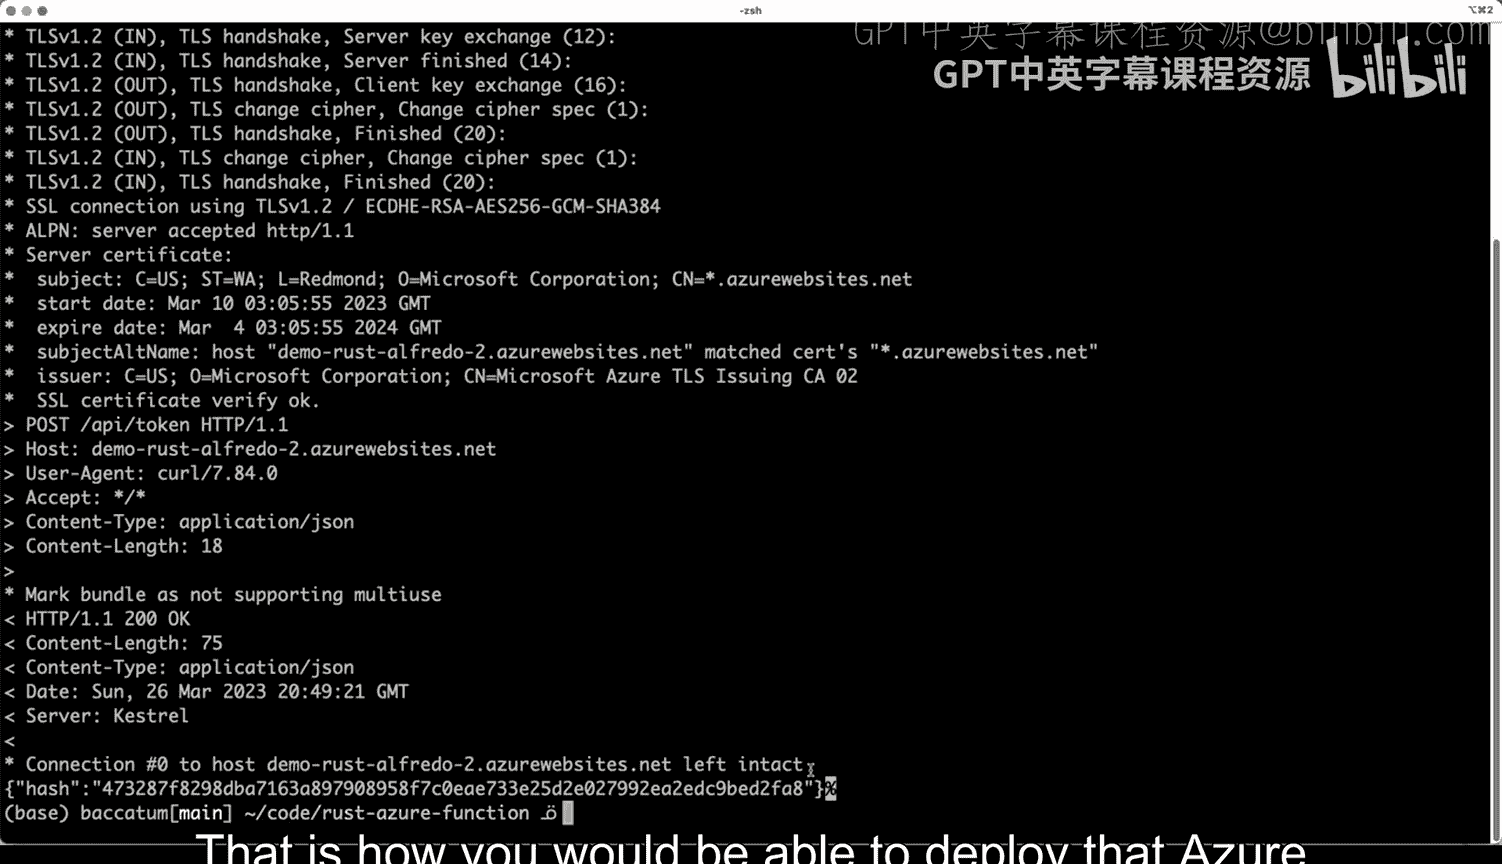 -zsh
⌥⌘2
GPT中英字幕课程资源@bilibili.com
GPT中英字幕课程资源 bilibili
* TLSv1.2 (IN), TLS handshake, Server key exchange (12):
* TLSv1.2 (IN), TLS handshake, Server finished (14):
* TLSv1.2 (OUT), TLS handshake, Client key exchange (16):
* TLSv1.2 (OUT), TLS change cipher, Change cipher spec (1):
* TLSv1.2 (OUT), TLS handshake, Finished (20):
* TLSv1.2 (IN), TLS change cipher, Change cipher spec (1):
* TLSv1.2 (IN), TLS handshake, Finished (20):
* SSL connection using TLSv1.2 / ECDHE-RSA-AES256-GCM-SHA384
* ALPN: server accepted http/1.1
* Server certificate:
*  subject: C=US; ST=WA; L=Redmond; O=Microsoft Corporation; CN=*.azurewebsites.net
*  start date: Mar 10 03:05:55 2023 GMT
*  expire date: Mar  4 03:05:55 2024 GMT
*  subjectAltName: host "demo-rust-alfredo-2.azurewebsites.net" matched cert's "*.azurewebsites.net"
*  issuer: C=US; O=Microsoft Corporation; CN=Microsoft Azure TLS Issuing CA 02
*  SSL certificate verify ok.
> POST /api/token HTTP/1.1
> Host: demo-rust-alfredo-2.azurewebsites.net
> User-Agent: curl/7.84.0
> Accept: */*
> Content-Type: application/json
> Content-Length: 18
>
* Mark bundle as not supporting multiuse
< HTTP/1.1 200 OK
< Content-Length: 75
< Content-Type: application/json
< Date: Sun, 26 Mar 2023 20:49:21 GMT
< Server: Kestrel
<
* Connection #0 to host demo-rust-alfredo-2.azurewebsites.net left intact
{"hash":"473287f8298dba7163a897908958f7c0eae733e25d2e027992ea2edc9bed2fa8"}%
(base) baccatum[main] ~/code/rust-azure-function
That is how you would be able to deploy that Azure